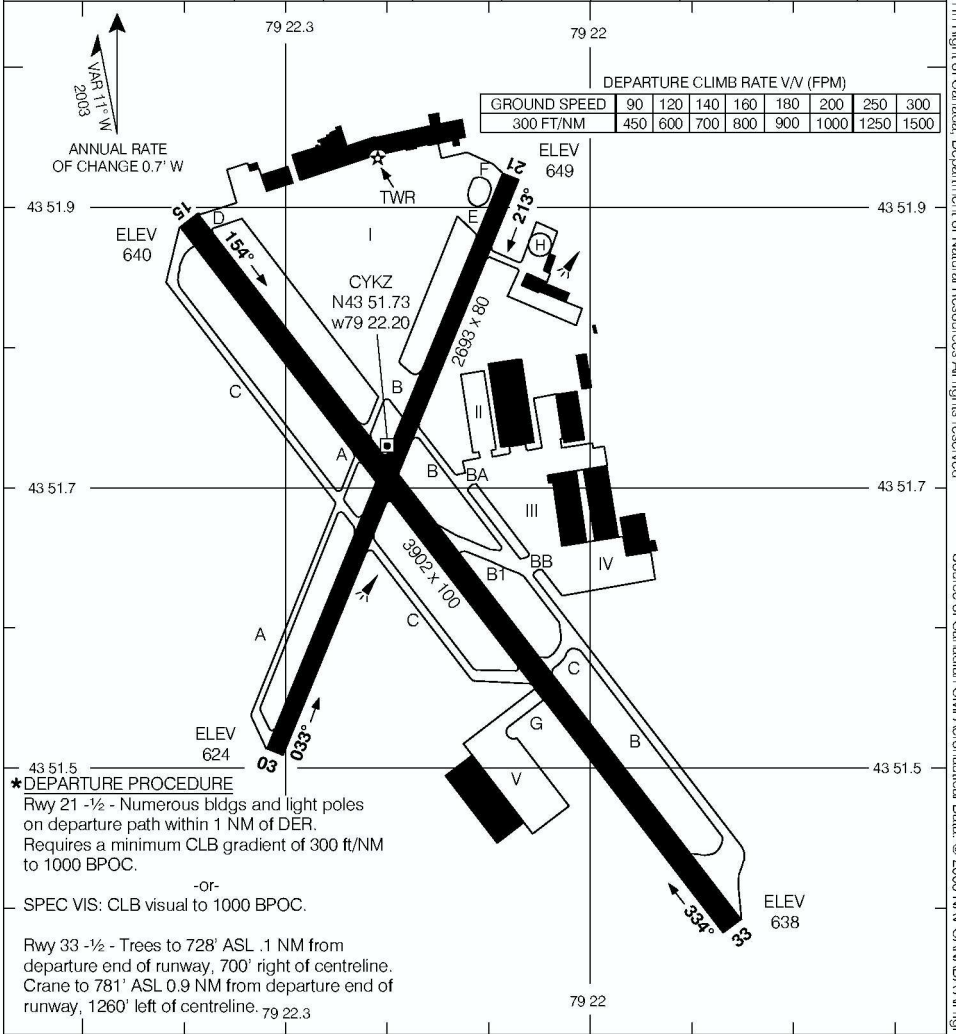 79 22.3
79 22
VAR 11° W
2003
ANNUAL RATE
OF CHANGE 0.7' W
DEPARTURE CLIMB RATE V/V (FPM)
GROUND SPEED 90 120 140 160 180 200 250 300
300 FT/NM 450 600 700 800 900 1000 1250 1500
ELEV
649
21
F
TWR
43 51.9
43 51.9
15
D
E
213°
ELEV
640
154°
I
H
CYKZ
N43 51.73
w79 22.20
2693 x 80
C
B
II
A
B
BA
43 51.7
43 51.7
III
3902 x 100
B1
BB
IV
A
C
C
G
B
ELEV
624
033°
03
V
43 51.5
*DEPARTURE PROCEDURE
Rwy 21 -½ - Numerous bldgs and light poles
on departure path within 1 NM of DER.
Requires a minimum CLB gradient of 300 ft/NM
to 1000 BPOC.
-or-
SPEC VIS: CLB visual to 1000 BPOC.
Rwy 33 -½ - Trees to 728' ASL .1 NM from
departure end of runway, 700' right of centreline.
Crane to 781' ASL 0.9 NM from departure end of
runway, 1260' left of centreline.
79 22.3
43 51.5
334°
33
ELEV
638
79 22